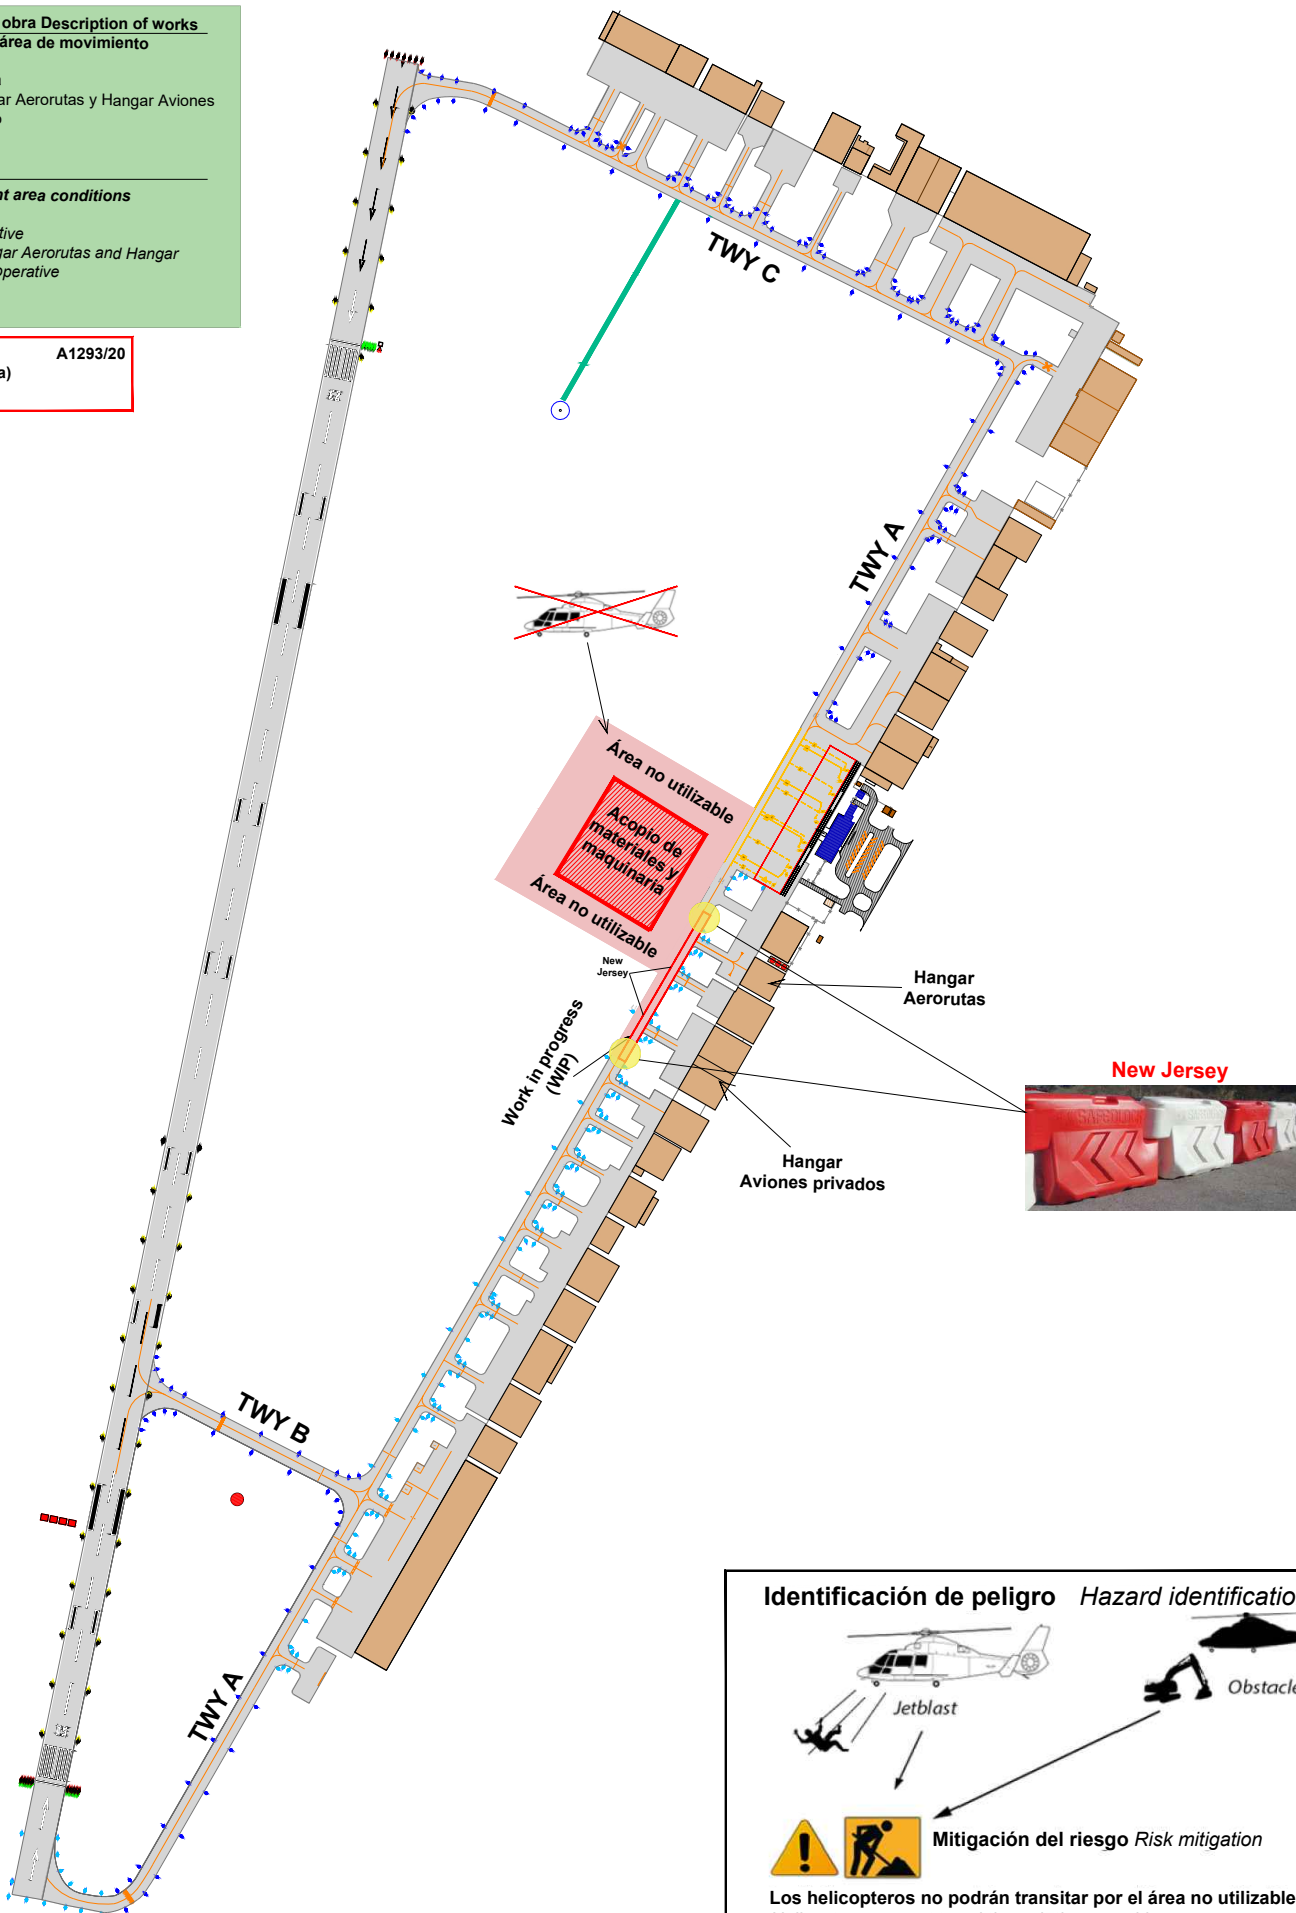 obra Description of works
área de movimiento
ar Aerorutas y Hangar Aviones
nt area conditions
tive
gar Aerorutas and Hangar
operative
A1293/20
a)
TWY C
TWY A
Área no utilizable
Acopio de
materiales y
maquinaria
Área no utilizable
New
Jersey
Work in progress
(WIP)
Hangar
Aerorutas
New Jersey
Hangar
Aviones privados
TWY B
TWY A
Identificación de peligro Hazard identificatio
Jetblast
Obstacle
Mitigación del riesgo Risk mitigation
Los helicopteros no podrán transitar por el área no utilizable